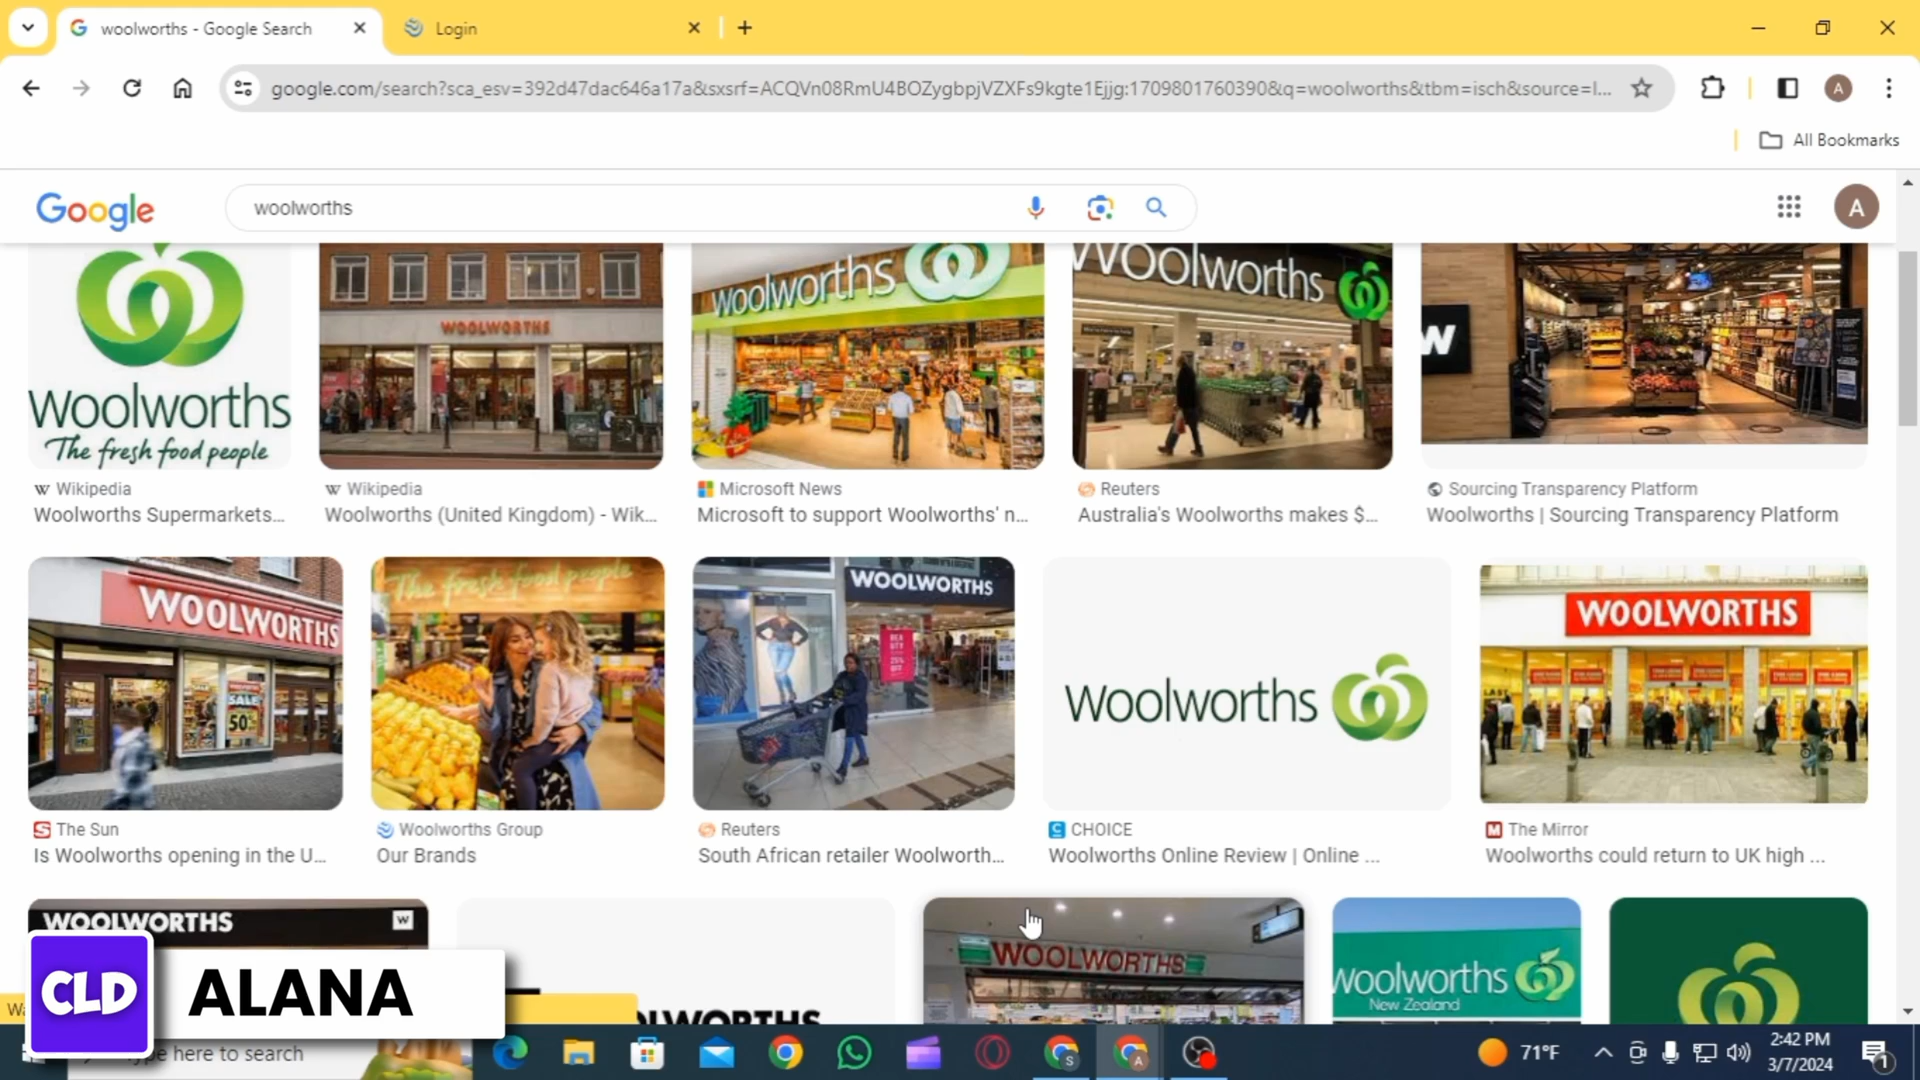 woolworths - Google Search
Login
google.com/search?sca_esv=392d47dac646a17a&sxsrf=ACQVn08RmU4BOZygbpjVZXFs9kgte1Ejjg:1709801760390&q=woolworths&tbm=isch&source=l...
A
All Bookmarks
Google
woolworths
A
Woolworths
The fresh food people
WOOLWORTHS
woolworths
Woolworths
W
Wikipedia
Wikipedia
Microsoft News
Reuters
Sourcing Transparency Platform
Woolworths Supermarkets...
Woolworths (United Kingdom) - Wik...
Microsoft to support Woolworths' n...
Australia's Woolworths makes $...
Woolworths | Sourcing Transparency Platform
WOOLWORTHS
SALE
50%
The fresh food people
WOOLWORTHS
Woolworths
WOOLWORTHS
The Sun
Woolworths Group
Reuters
CHOICE
The Mirror
Is Woolworths opening in the U...
Our Brands
South African retailer Woolworth...
Woolworths Online Review | Online ...
Woolworths could return to UK high ...
WOOLWORTHS
W
WOOLWORTHS
woolworths
New Zealand
CLD
ALANA
here to search
S
A
71°F
2:42 PM
3/7/2024
1